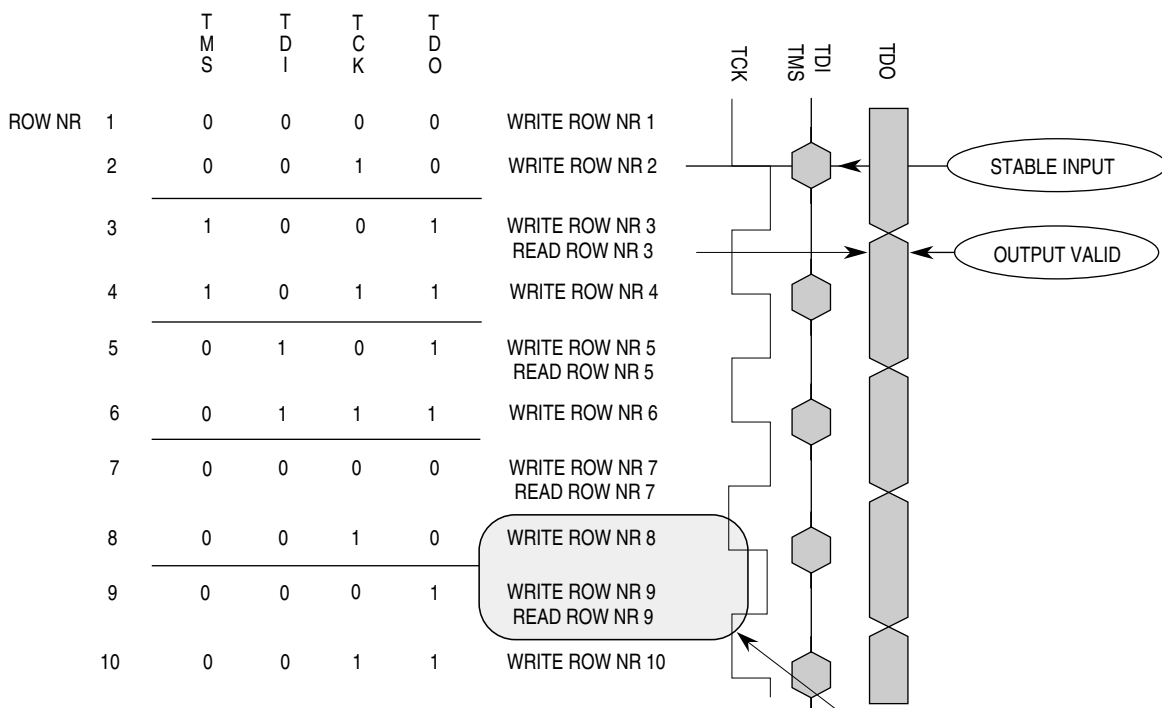 TMS TDI TCK TDO
TCK TMS TDI TDO
ROW NR 1 0 0 0 0 WRITE ROW NR 1
2 0 0 1 0 WRITE ROW NR 2
STABLE INPUT
3 1 0 0 1 WRITE ROW NR 3
READ ROW NR 3
OUTPUT VALID
4 1 0 1 1 WRITE ROW NR 4
5 0 1 0 1 WRITE ROW NR 5
READ ROW NR 5
6 0 1 1 1 WRITE ROW NR 6
7 0 0 0 0 WRITE ROW NR 7
READ ROW NR 7
8 0 0 1 0 WRITE ROW NR 8
9 0 0 0 1 WRITE ROW NR 9
READ ROW NR 9
10 0 0 1 1 WRITE ROW NR 10